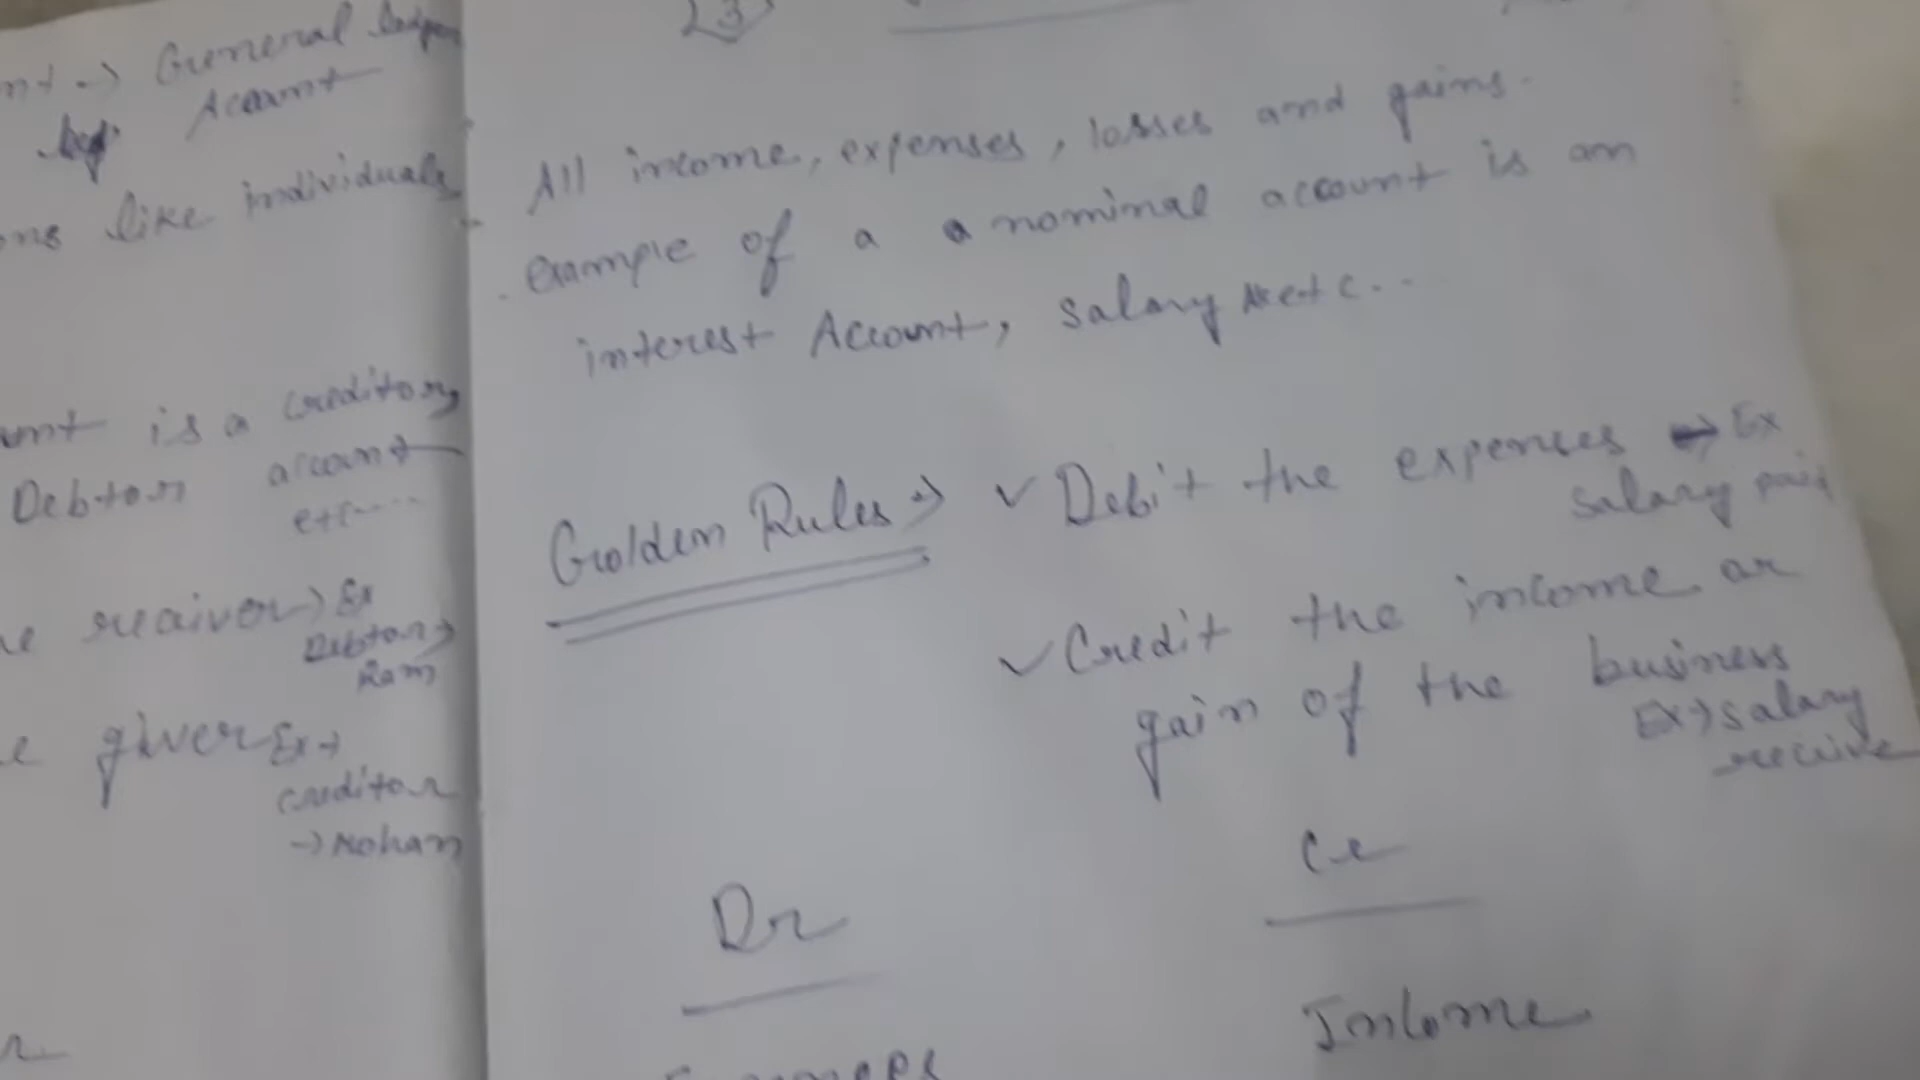 General
Account
like individuals
is a creditors
Debtors account
etc....
receiver → Ex
Debtors
Ram
giver Ex →
creditor
→ Mohan
3
All income, expenses, losses and gains.
example of a a nominal account is an
interest Account, salary etc...
Golden Rules → ✓ Debit the expenses → Ex
salary paid
✓ Credit the income or
gain of the business
Ex → salary
receive
Dr Cr
Income